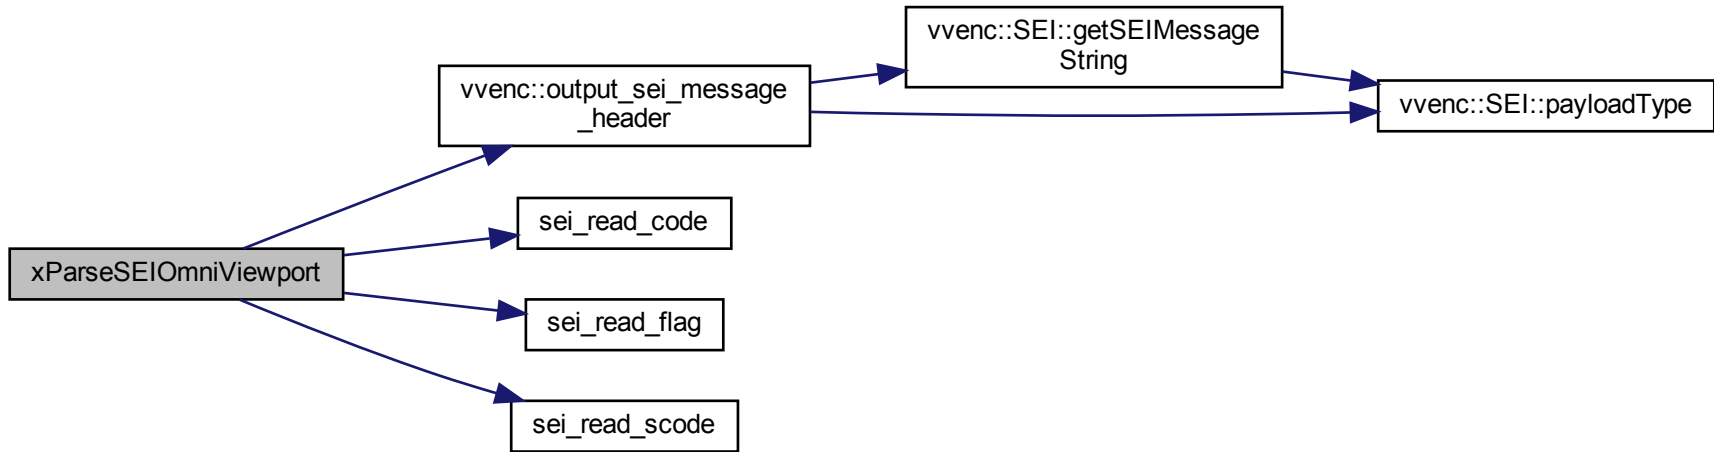 vvenc::SEI::getSEIMessage
String
vvenc::output_sei_message
_header
vvenc::SEI::payloadType
sei_read_code
xParseSEIOmniViewport
sei_read_flag
sei_read_scode